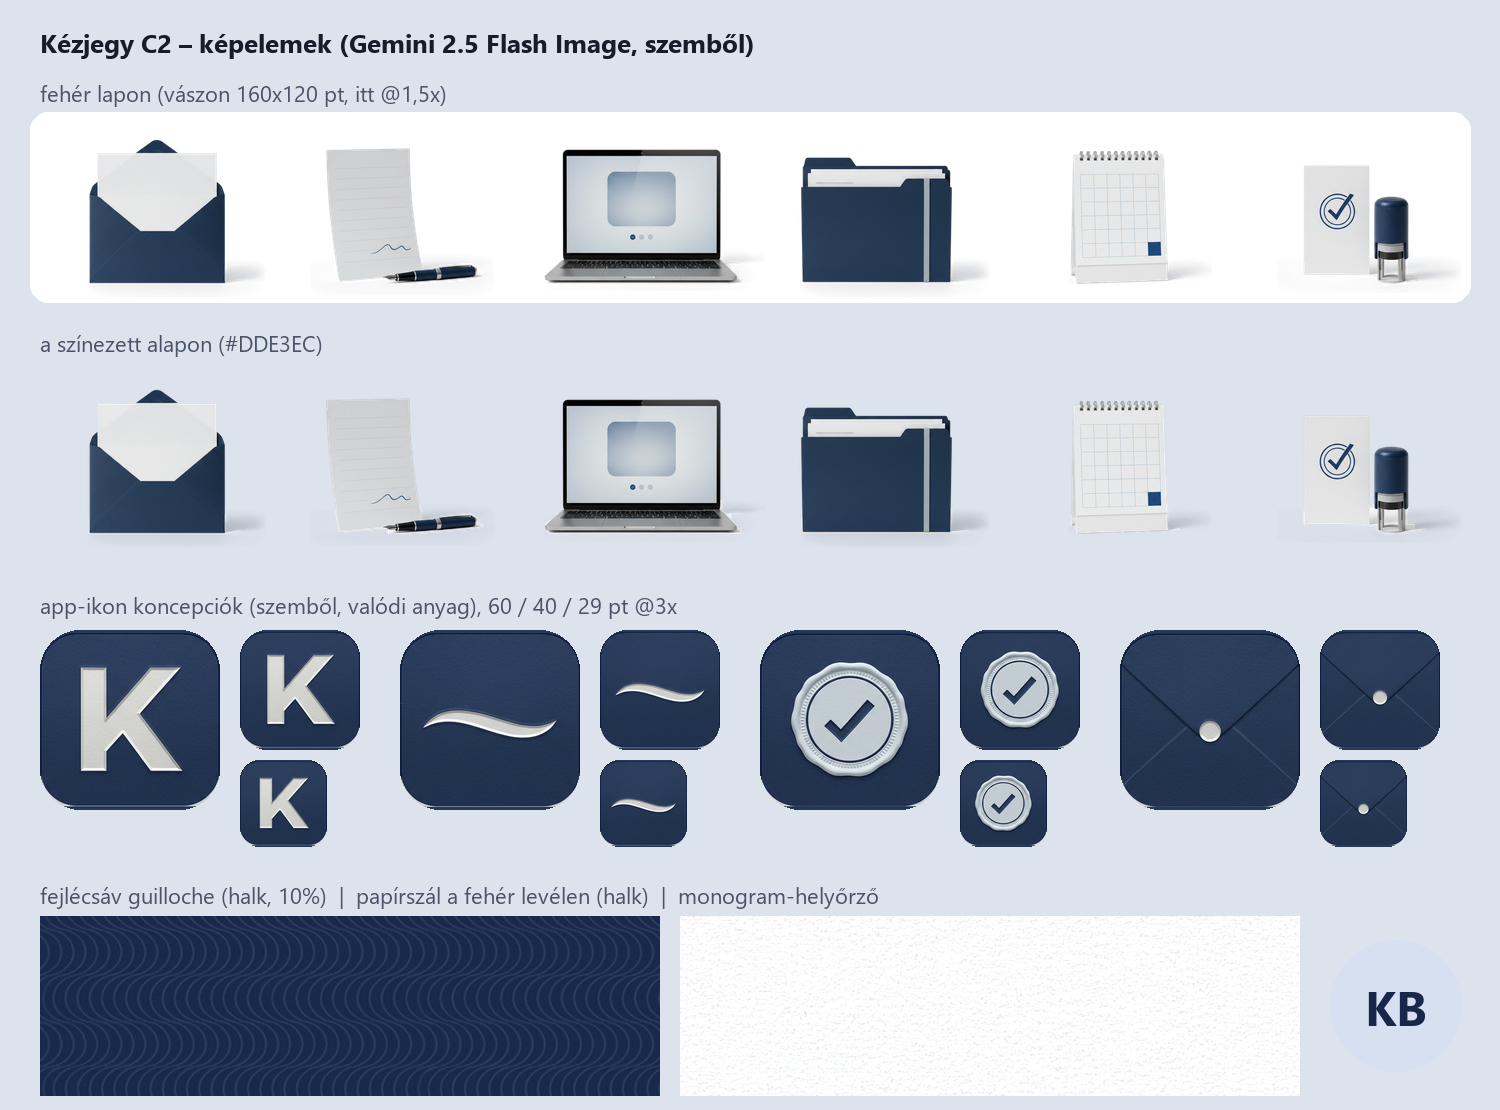 Kézjegy C2 – képelemek (Gemini 2.5 Flash Image, szemből)
fehér lapon (vászon 160x120 pt, itt @1,5x)
a színezett alapon (#DDE3EC)
app-ikon koncepciók (szemből, valódi anyag), 60 / 40 / 29 pt @3x
K
K
K
fejlécsáv guilloche (halk, 10%) | papírszál a fehér levélen (halk) | monogram-helyőrző
KB